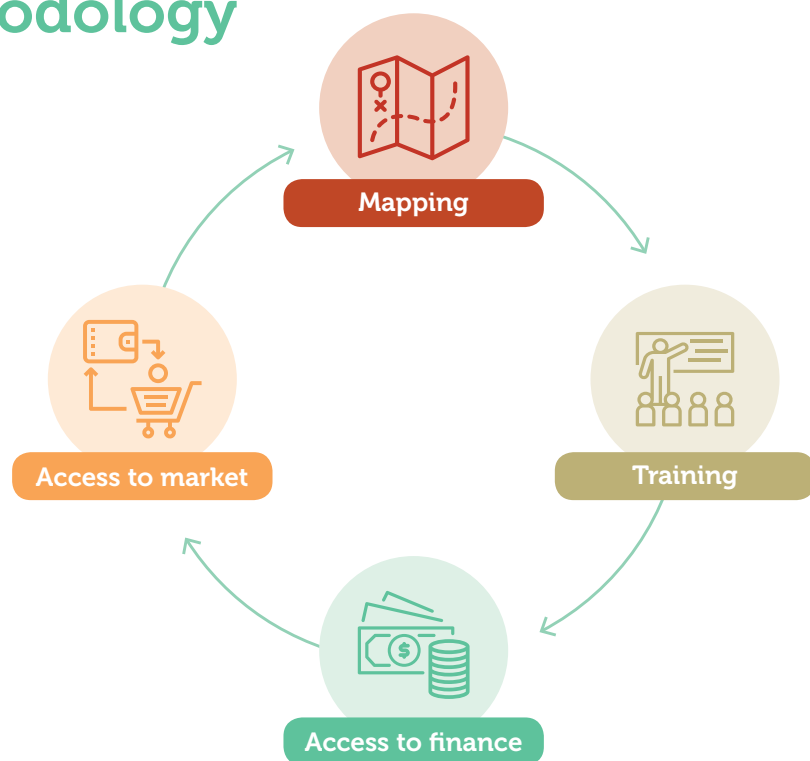 odology
Mapping
Access to market
Training
$
Access to finance